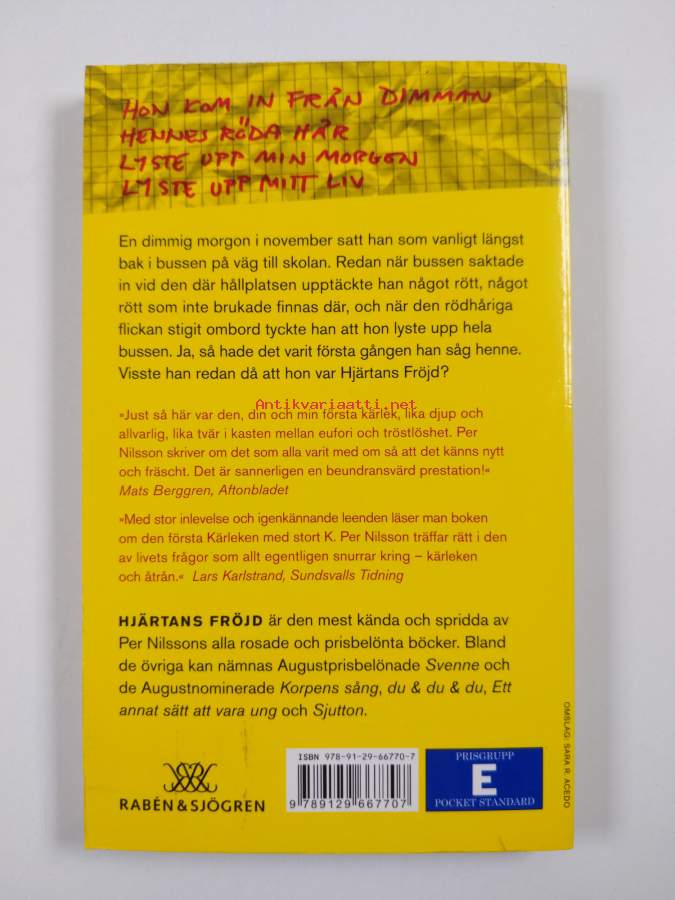 HON KOM IN FRÅN DIMMAN
HENNES RÖDA HÅR
LYSTE UPP MIN MORGON
LYSTE UPP MITT LIV
En dimmig morgon i november satt han som vanligt längst
bak i bussen på väg till skolan. Redan när bussen saktade
in vid den där hållplatsen upptäckte han något rött, något
rött som inte brukade finnas där, och när den rödhåriga
flickan stigit ombord tyckte han att hon lyste upp hela
bussen. Ja, så hade det varit första gången han såg henne.
Visste han redan då att hon var Hjärtans Fröjd?
Antikvariaatti.net
»Just så här var den, din och min första kärlek, lika djup och
allvarlig, lika tvär i kasten mellan eufori och tröstlöshet. Per
Nilsson skriver om det som alla varit med om så att det känns nytt
och fräscht. Det är sannerligen en beundransvärd prestation!«
Mats Berggren, Aftonbladet
»Med stor inlevelse och igenkännande leenden läser man boken
om den första Kärleken med stort K. Per Nilsson träffar rätt i den
av livets frågor som allt egentligen snurrar kring – kärleken
och åtrån.« Lars Karlstrand, Sundsvalls Tidning
HJÄRTANS FRÖJD är den mest kända och spridda av
Per Nilssons alla rosade och prisbelönta böcker. Bland
de övriga kan nämnas Augustprisbelönade Svenne och
de Augustnominerade Korpens sång, du & du & du, Ett
annat sätt att vara ung och Sjutton.
OMSLAG: SARA R. ACEDO
RABÉN & SJÖGREN
ISBN 978-91-29-66770-7
9 789129 667707
PRISGRUPP
E
POCKET STANDARD